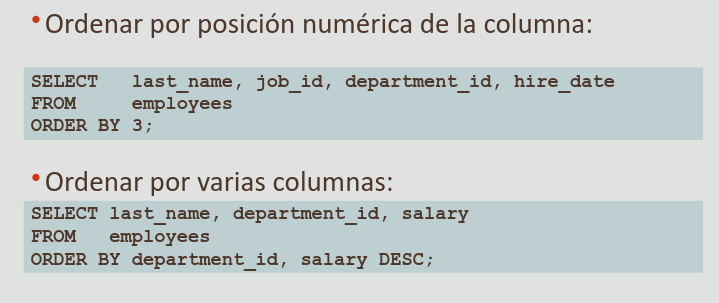 • Ordenar por posición numérica de la columna:
SELECT last_name, job_id, department_id, hire_date
FROM employees
ORDER BY 3;
• Ordenar por varias columnas:
SELECT last_name, department_id, salary
FROM employees
ORDER BY department_id, salary DESC;